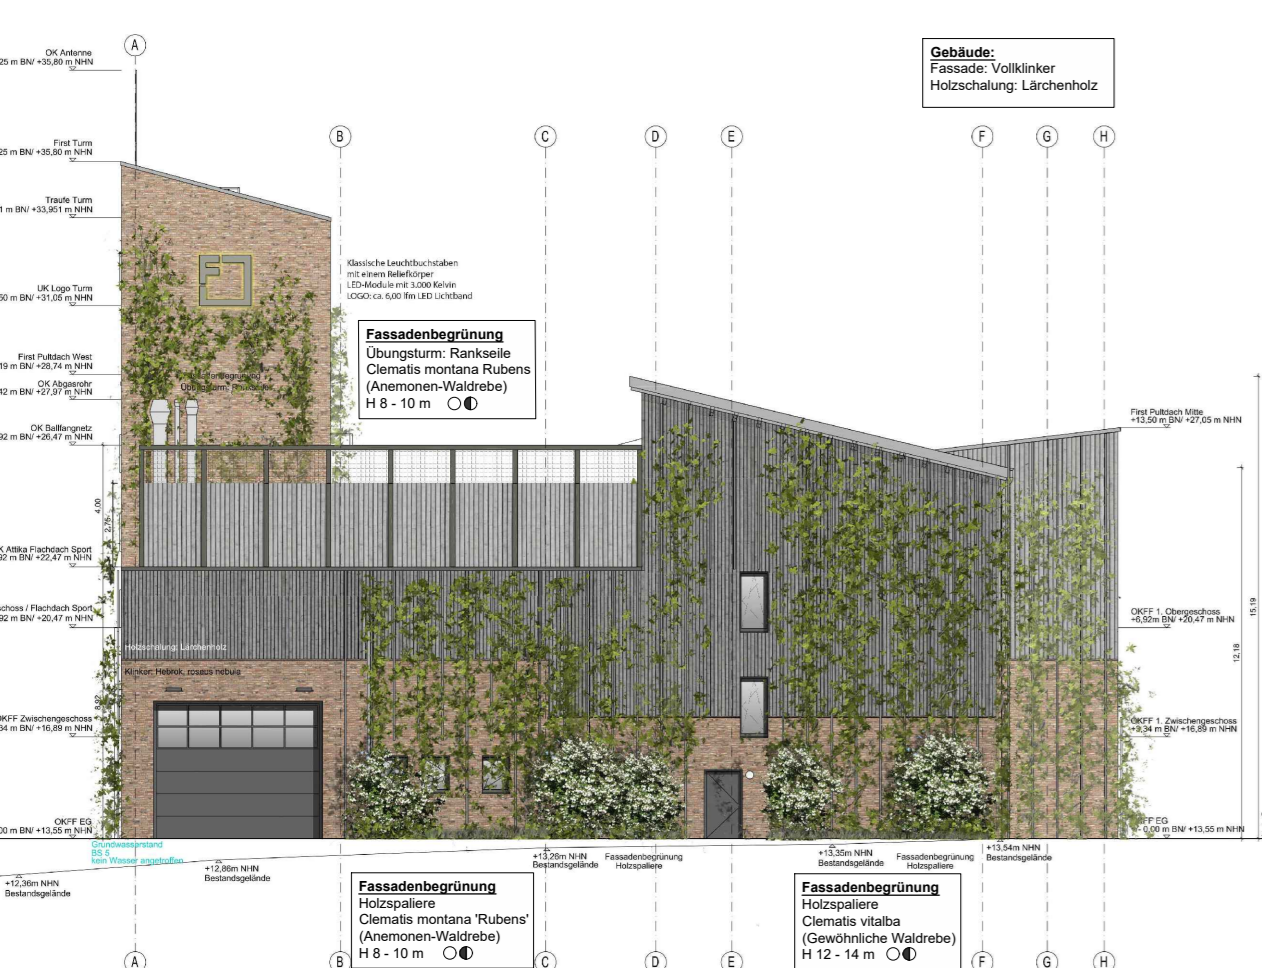 OK Antenne
25 m BN/ +35,80 m NHN
A
Gebäude:
Fassade: Vollklinker
Holzschalung: Lärchenholz
B
C
D
E
F
G
H
First Turm
25 m BN/ +35,80 m NHN
Traufe Turm
1 m BN/ +33,951 m NHN
UK Logo Turm
50 m BN/ +31,05 m NHN
First Pultdach West
19 m BN/ +28,74 m NHN
OK Abgasrohr
42 m BN/ +27,97 m NHN
OK Ballfangnetz
92 m BN/ +26,47 m NHN
Klassische Leuchtbuchstaben
mit einem Reliefkörper
LED-Module mit 3.000 Kelvin
LOGO: ca. 6,00 lfm LED Lichtband
Fassadenbegrünung
Übungsturm: Rankseile
Clematis montana Rubens
(Anemonen-Waldrebe)
H 8 - 10 m
Fassadenbegrünung
Übungsturm: Rankseile
First Pultdach Mitte
+13,50 m BN/ +27,05 m NHN
4,00
2,75
K Attika Flachdach Sport
92 m BN/ +22,47 m NHN
schoss / Flachdach Sport
92 m BN/ +20,47 m NHN
Holzschalung: Lärchenholz
Klinker: Hebrok, roseus nebula
8,92
OKFF Zwischengeschoss
34 m BN/ +16,89 m NHN
OKFF EG
00 m BN/ +13,55 m NHN
OKFF 1. Obergeschoss
+6,92m BN/ +20,47 m NHN
15,19
12,18
OKFF 1. Zwischengeschoss
+3,34 m BN/ +16,89 m NHN
FF EG
0,00 m BN/ +13,55 m NHN
Grundwasserstand
BS 5
kein Wasser angetroffen
+12,36m NHN
Bestandsgelände
+12,86m NHN
Bestandsgelände
+13,26m NHN
Bestandsgelände
Fassadenbegrünung
Holzspaliere
+13,35m NHN
Bestandsgelände
Fassadenbegrünung
Holzspaliere
+13,54m NHN
Bestandsgelände
Fassadenbegrünung
Holzspaliere
Clematis montana 'Rubens'
(Anemonen-Waldrebe)
H 8 - 10 m
Fassadenbegrünung
Holzspaliere
Clematis vitalba
(Gewöhnliche Waldrebe)
H 12 - 14 m
A
B
C
D
E
F
G
H